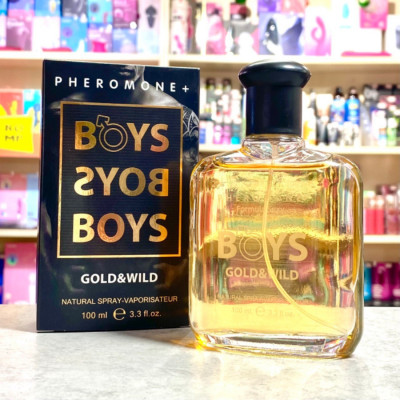 PHEROMONE+
BOYS
BOYS
BOYS
GOLD&WILD
NATURAL SPRAY-VAPORISATEUR
100 ml ℮ 3.3 fl oz.
BOYS
GOLD&WILD